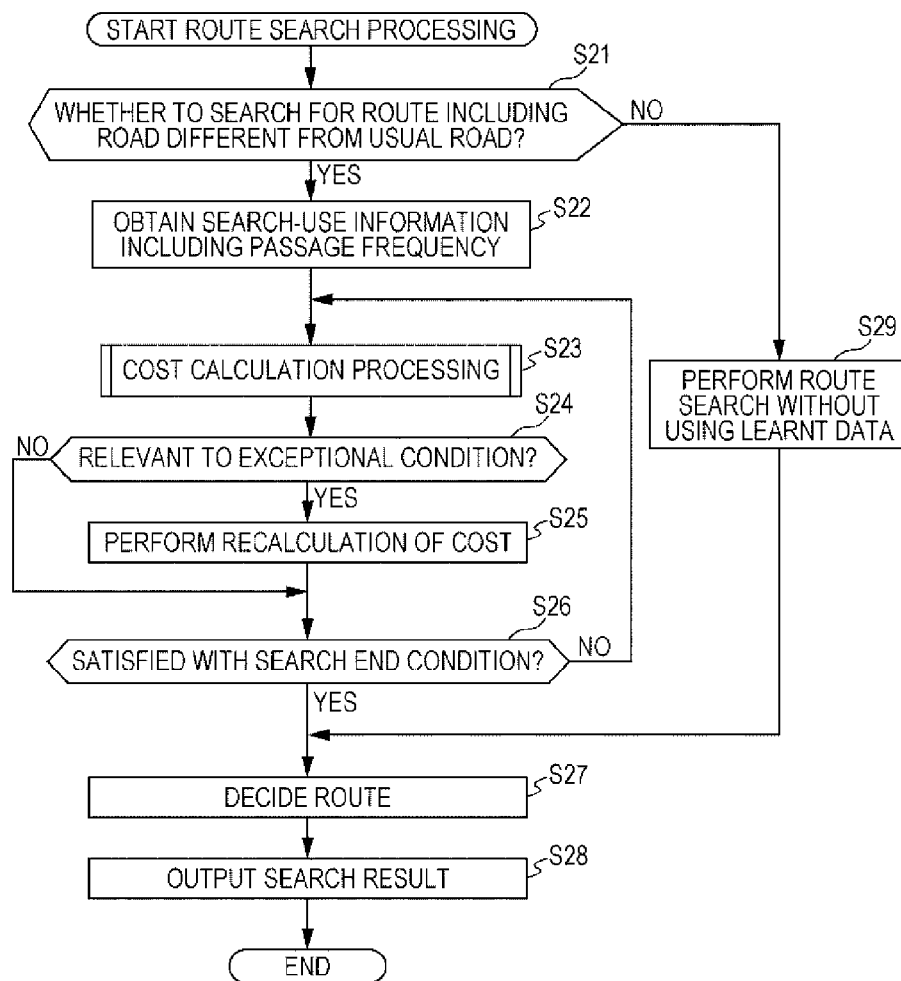 START ROUTE SEARCH PROCESSING
S21
WHETHER TO SEARCH FOR ROUTE INCLUDING
ROAD DIFFERENT FROM USUAL ROAD?
NO
YES
S22
OBTAIN SEARCH-USE INFORMATION
INCLUDING PASSAGE FREQUENCY
S29
PERFORM ROUTE
SEARCH WITHOUT
USING LEARNT DATA
S23
COST CALCULATION PROCESSING
S24
NO
RELEVANT TO EXCEPTIONAL CONDITION?
YES
S25
PERFORM RECALCULATION OF COST
S26
SATISFIED WITH SEARCH END CONDITION?
NO
YES
S27
DECIDE ROUTE
S28
OUTPUT SEARCH RESULT
END